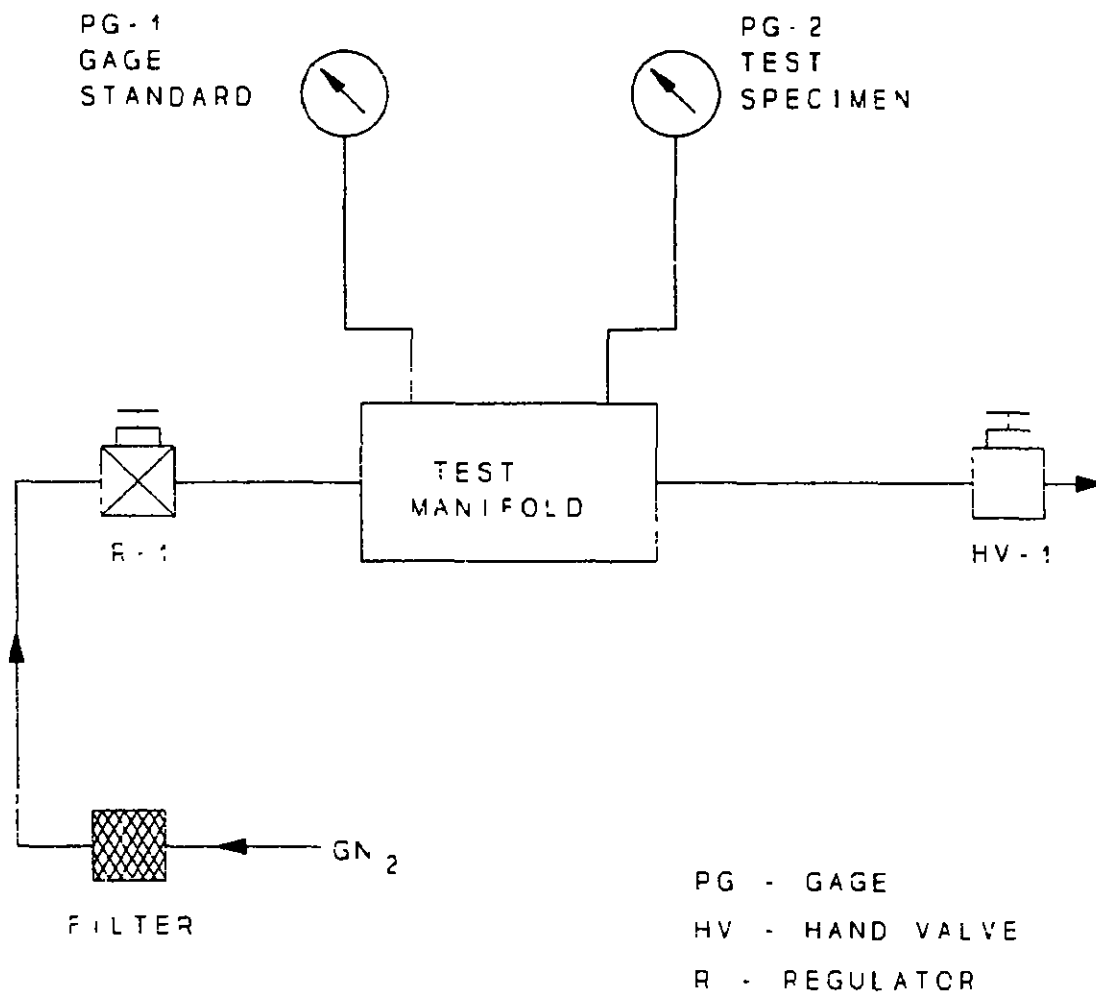 PG-1
GAGE
STANDARD
PG-2
TEST
SPECIMEN
TEST
MANIFOLD
R-1
HV-1
GN2
FILTER
PG - GAGE
HV - HAND VALVE
R - REGULATOR